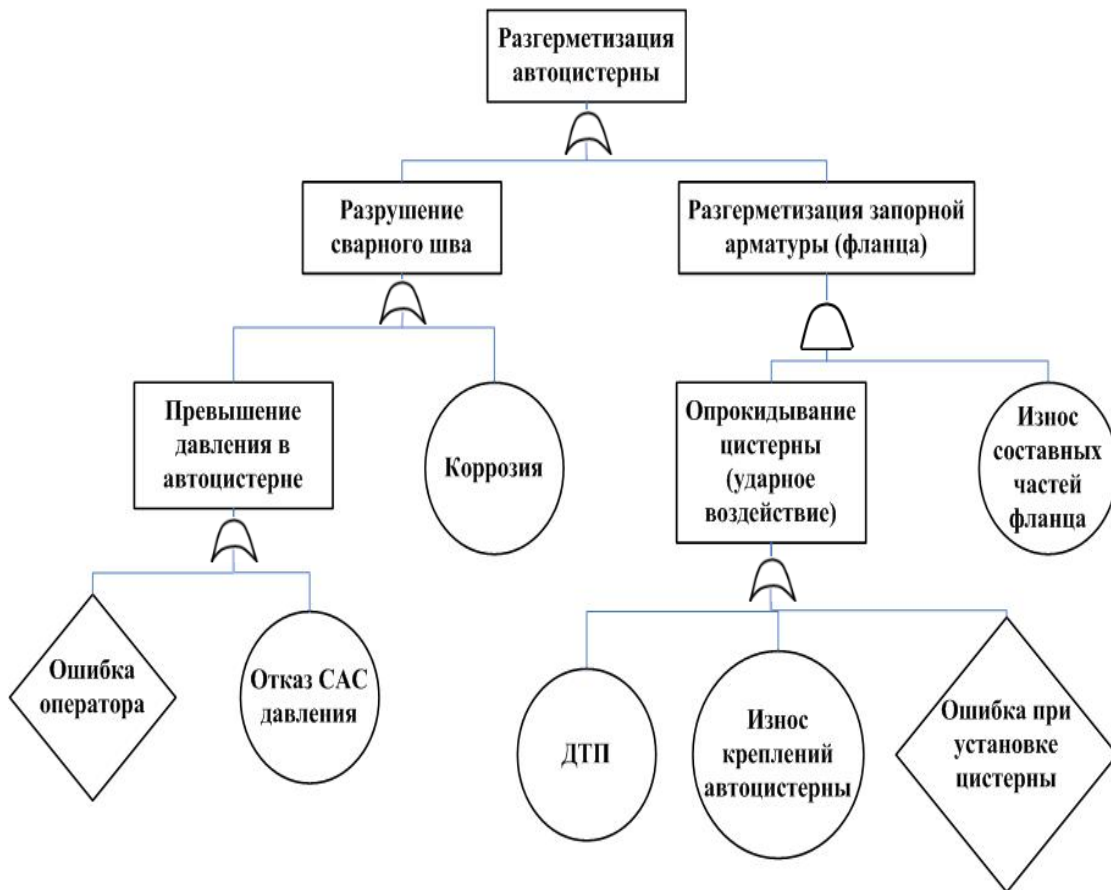 Разгерметизация
автоцистерны
Разрушение
сварного шва
Разгерметизация запорной
арматуры (фланца)
Превышение
давления в
автоцистерне
Коррозия
Опрокидывание
цистерны
(ударное
воздействие)
Износ
составных
частей
фланца
Ошибка
оператора
Отказ САС
давления
ДТП
Износ
креплений
автоцистерны
Ошибка при
установке
цистерны